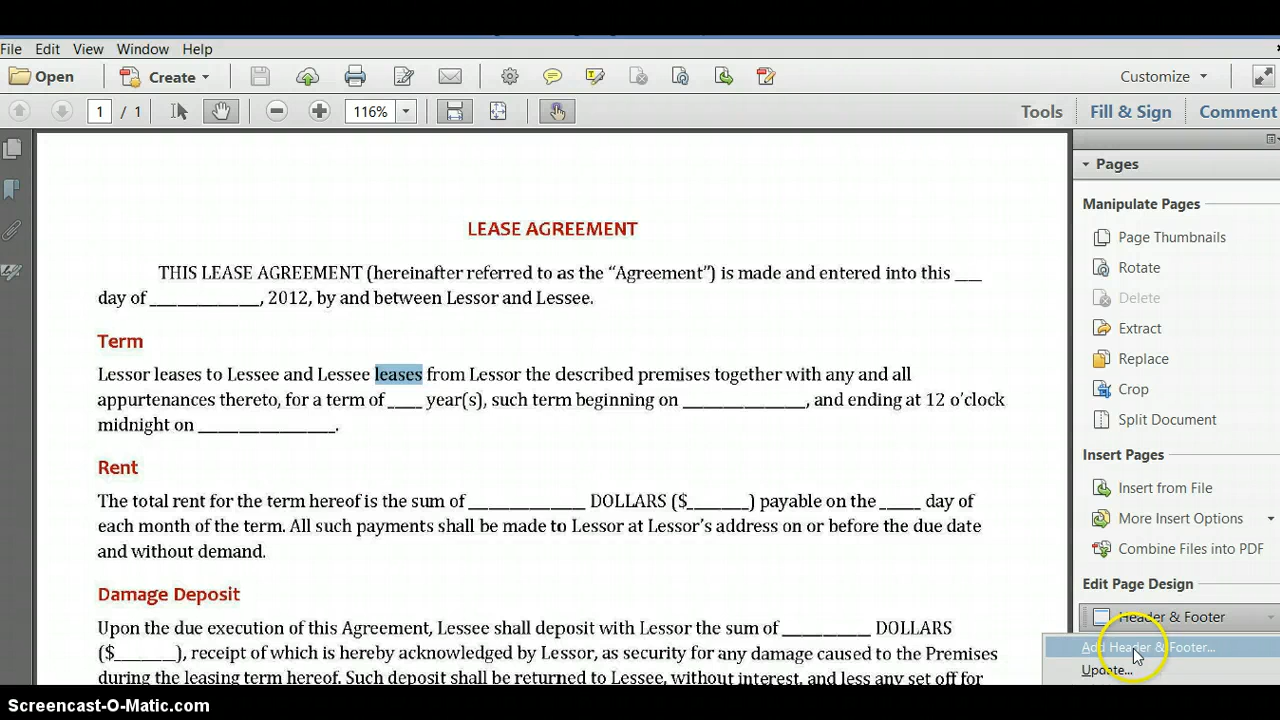 File Edit View Window Help
Open Create Customize
1 / 1 116% Tools Fill & Sign Comment
Pages
Manipulate Pages
Page Thumbnails
Rotate
Delete
Extract
Replace
Crop
Split Document
Insert Pages
Insert from File
More Insert Options
Combine Files into PDF
Edit Page Design
Header & Footer
Add Header & Footer...
Update...
LEASE AGREEMENT
THIS LEASE AGREEMENT (hereinafter referred to as the “Agreement”) is made and entered into this ___
day of ____________, 2012, by and between Lessor and Lessee.
Term
Lessor leases to Lessee and Lessee leases from Lessor the described premises together with any and all
appurtenances thereto, for a term of ____ year(s), such term beginning on ______________, and ending at 12 o’clock
midnight on ________________.
Rent
The total rent for the term hereof is the sum of ______________ DOLLARS ($_______) payable on the _____ day of
each month of the term. All such payments shall be made to Lessor at Lessor’s address on or before the due date
and without demand.
Damage Deposit
Upon the due execution of this Agreement, Lessee shall deposit with Lessor the sum of __________ DOLLARS
($_______), receipt of which is hereby acknowledged by Lessor, as security for any damage caused to the Premises
during the leasing term hereof. Such deposit shall be returned to Lessee, without interest, and less any set off for
Screencast-O-Matic.com